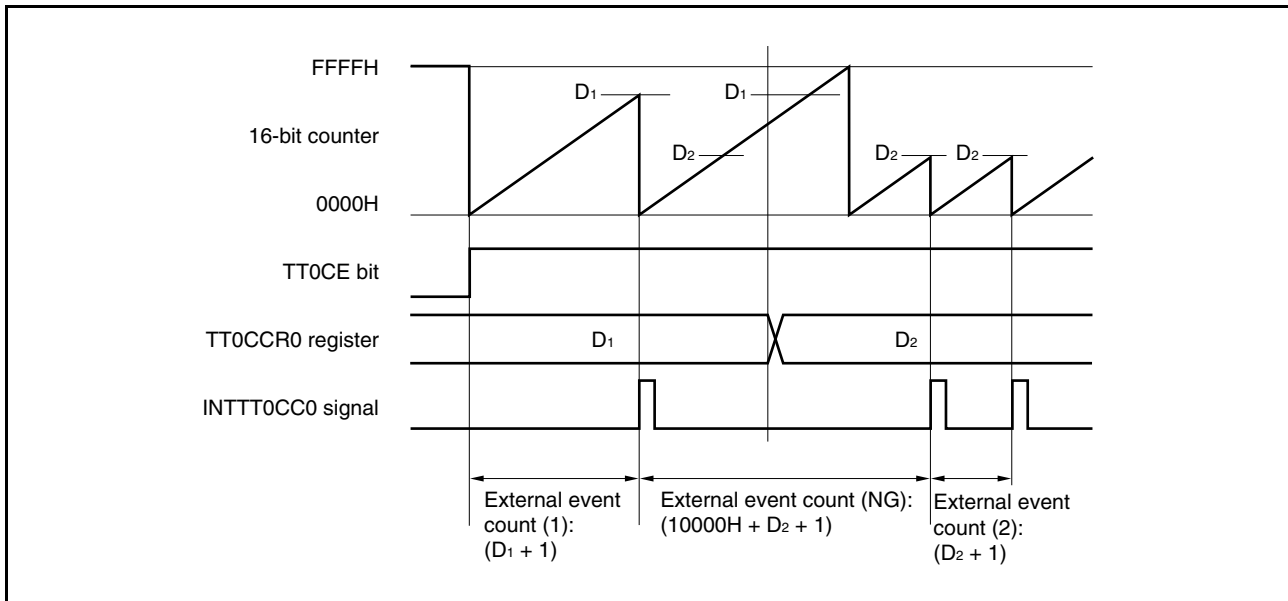 FFFFH
D1
D1
16-bit counter
D2
D2
D2
0000H
TT0CE bit
TT0CCR0 register
D1
D2
INTTT0CC0 signal
External event
count (1):
(D1 + 1)
External event count (NG):
(10000H + D2 + 1)
External event
count (2):
(D2 + 1)